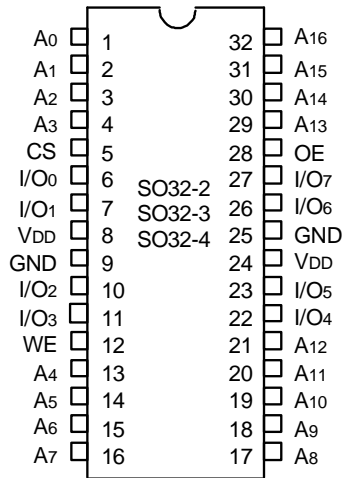 A0 1 32 A16
A1 2 31 A15
A2 3 30 A14
A3 4 29 A13
CS 5 28 OE
I/O0 6 SO32-2 27 I/O7
I/O1 7 SO32-3 26 I/O6
VDD 8 SO32-4 25 GND
GND 9 24 VDD
I/O2 10 23 I/O5
I/O3 11 22 I/O4
WE 12 21 A12
A4 13 20 A11
A5 14 19 A10
A6 15 18 A9
A7 16 17 A8